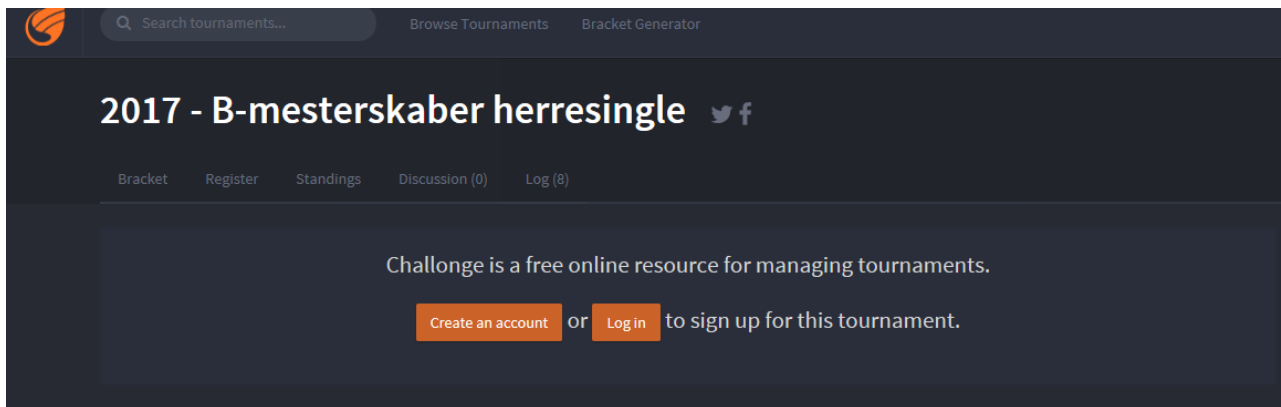 Search tournaments... Browse Tournaments Bracket Generator
2017 - B-mesterskaber herresingle
Bracket Register Standings Discussion (0) Log (8)
Challonge is a free online resource for managing tournaments.
Create an account or Log in to sign up for this tournament.